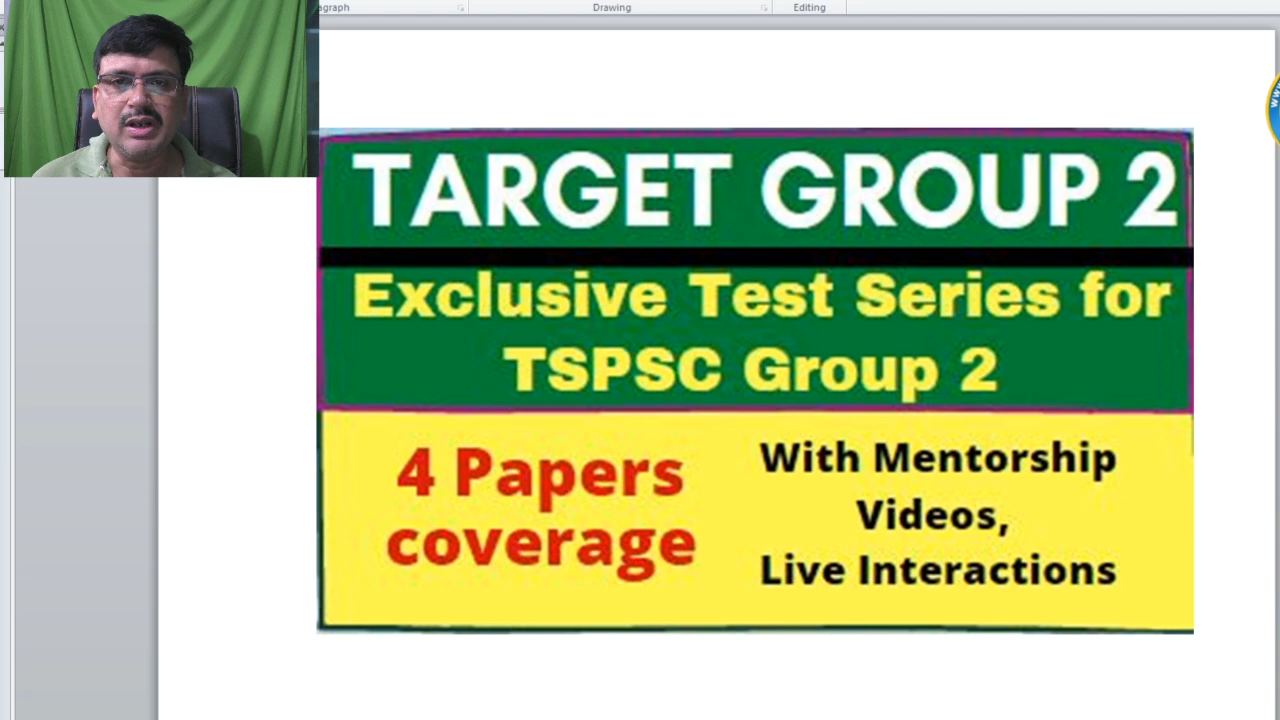 Drawing
Editing
TARGET GROUP 2
Exclusive Test Series for
TSPSC Group 2
4 Papers
coverage
With Mentorship
Videos,
Live Interactions